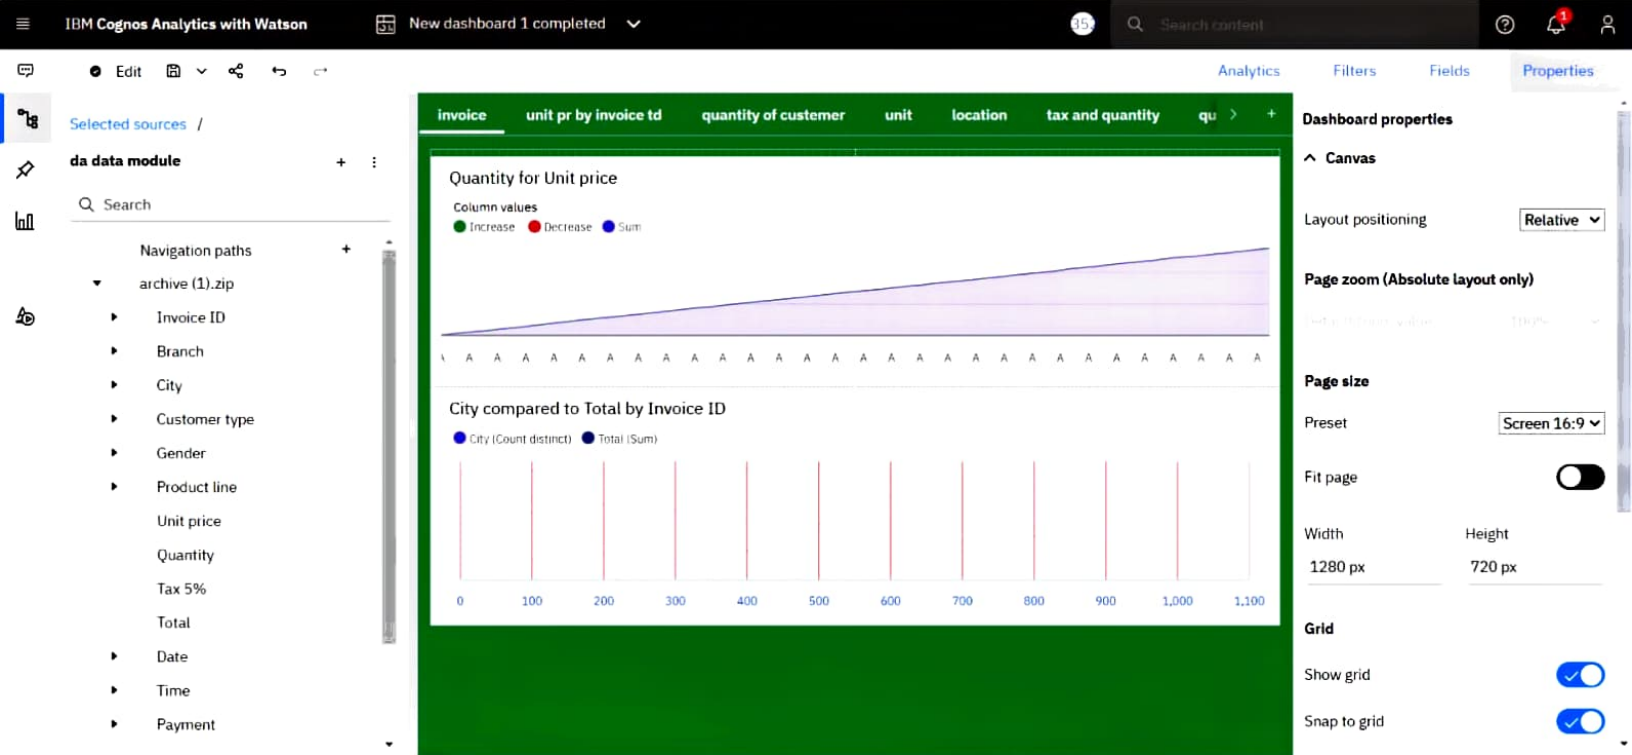 IBM Cognos Analytics with Watson
New dashboard 1 completed
Search content
1
Edit
Analytics
Filters
Fields
Properties
Selected sources /
da data module
Search
Navigation paths
archive (1).zip
Invoice ID
Branch
City
Customer type
Gender
Product line
Unit price
Quantity
Tax 5%
Total
Date
Time
Payment
invoice
unit pr by invoice td
quantity of custemer
unit
location
tax and quantity
qu
Quantity for Unit price
Column values
Increase Decrease Sum
A A A A A A A A A A A A A A A A A A A A A A A A A A A A A
City compared to Total by Invoice ID
City (Count distinct) Total (Sum)
0 100 200 300 400 500 600 700 800 900 1,000 1,100
Dashboard properties
Canvas
Layout positioning Relative
Page zoom (Absolute layout only)
Page size
Preset Screen 16:9
Fit page
Width Height
1280 px 720 px
Grid
Show grid
Snap to grid